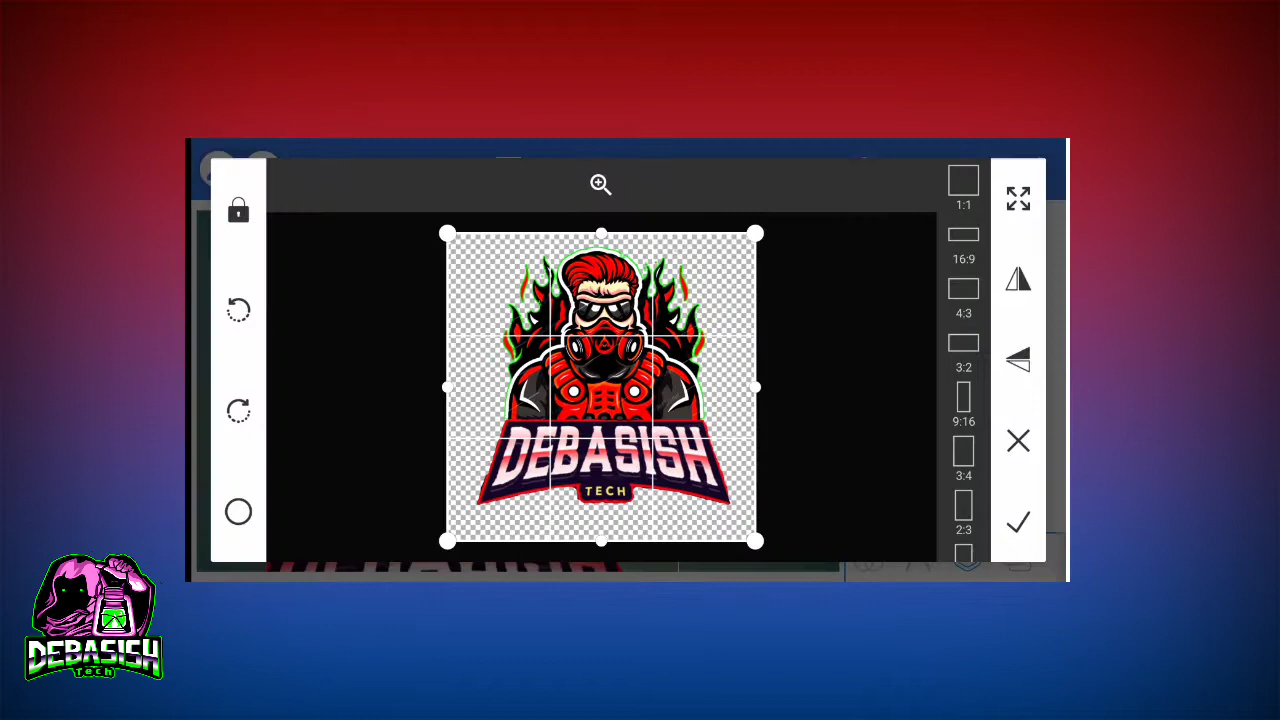 1:1
16:9
4:3
3:2
9:16
3:4
2:3
DEBASISH
TECH
DEBASISH
Tech